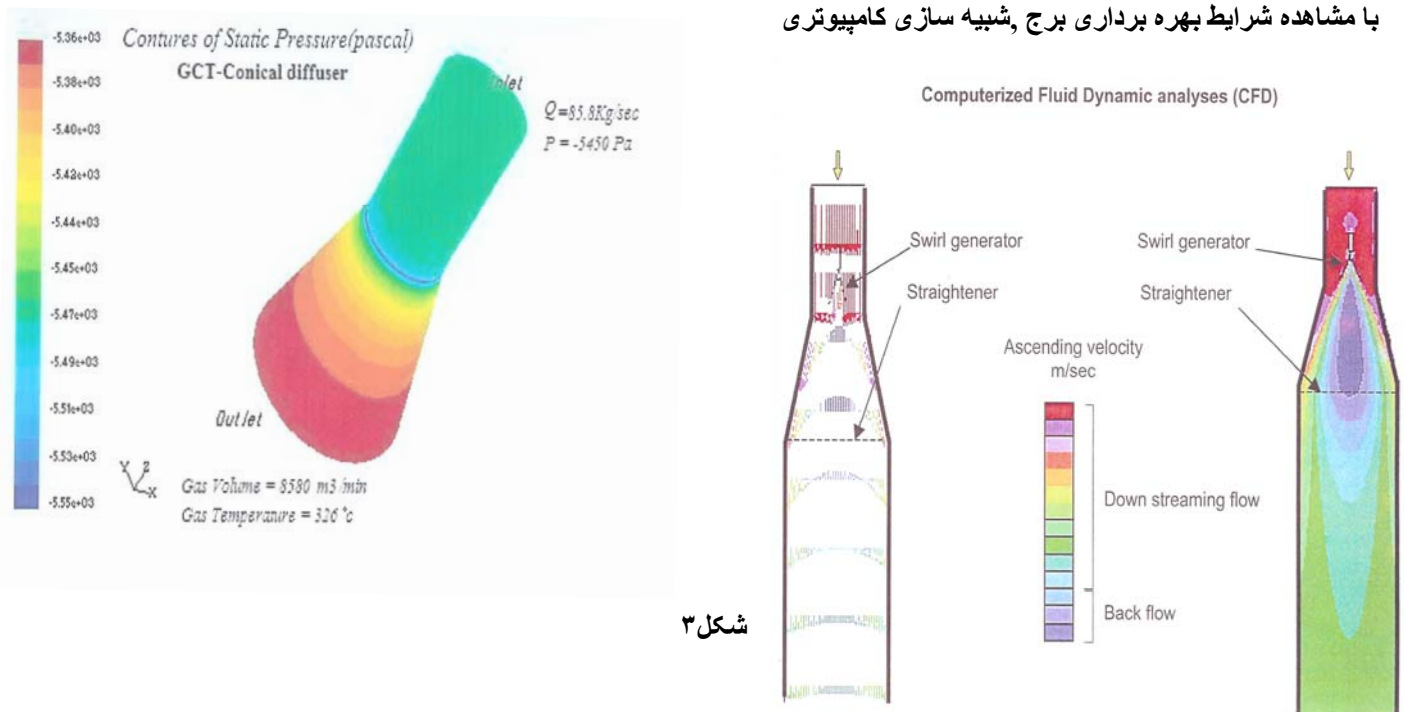 با مشاهده شرایط بهره برداری برج ,شبیه سازی کامپیوتری
Contures of Static Pressure(pascal)
GCT-Conical diffuser
-5.36e+03
-5.38e+03
-5.40e+03
-5.42e+03
-5.44e+03
-5.45e+03
-5.47e+03
-5.49e+03
-5.51e+03
-5.53e+03
-5.55e+03
Inlet
Q=85.8Kg/sec
P = -5450 Pa
OutJet
Y Z
X
Gas Volume = 8580 m3/min
Gas Temperature = 326 °c
شکل۳
Computerized Fluid Dynamic analyses (CFD)
Swirl generator
Straightener
Swirl generator
Straightener
Ascending velocity
m/sec
Down streaming flow
Back flow